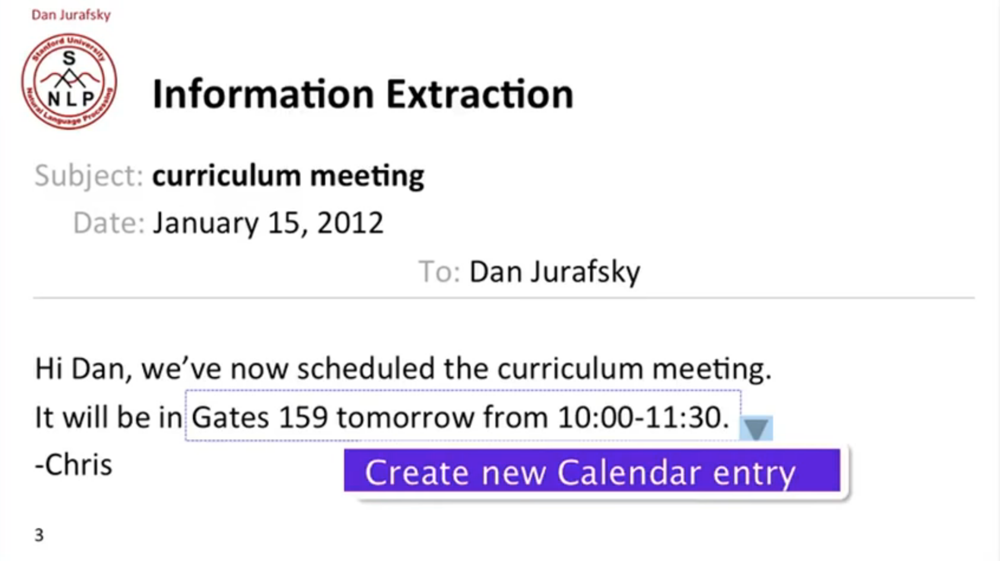 Dan Jurafsky
Stanford University
S
NLP
Natural Language Processing
Information Extraction
Subject: curriculum meeting
Date: January 15, 2012
To: Dan Jurafsky
Hi Dan, we’ve now scheduled the curriculum meeting.
It will be in Gates 159 tomorrow from 10:00-11:30.
-Chris
Create new Calendar entry
3